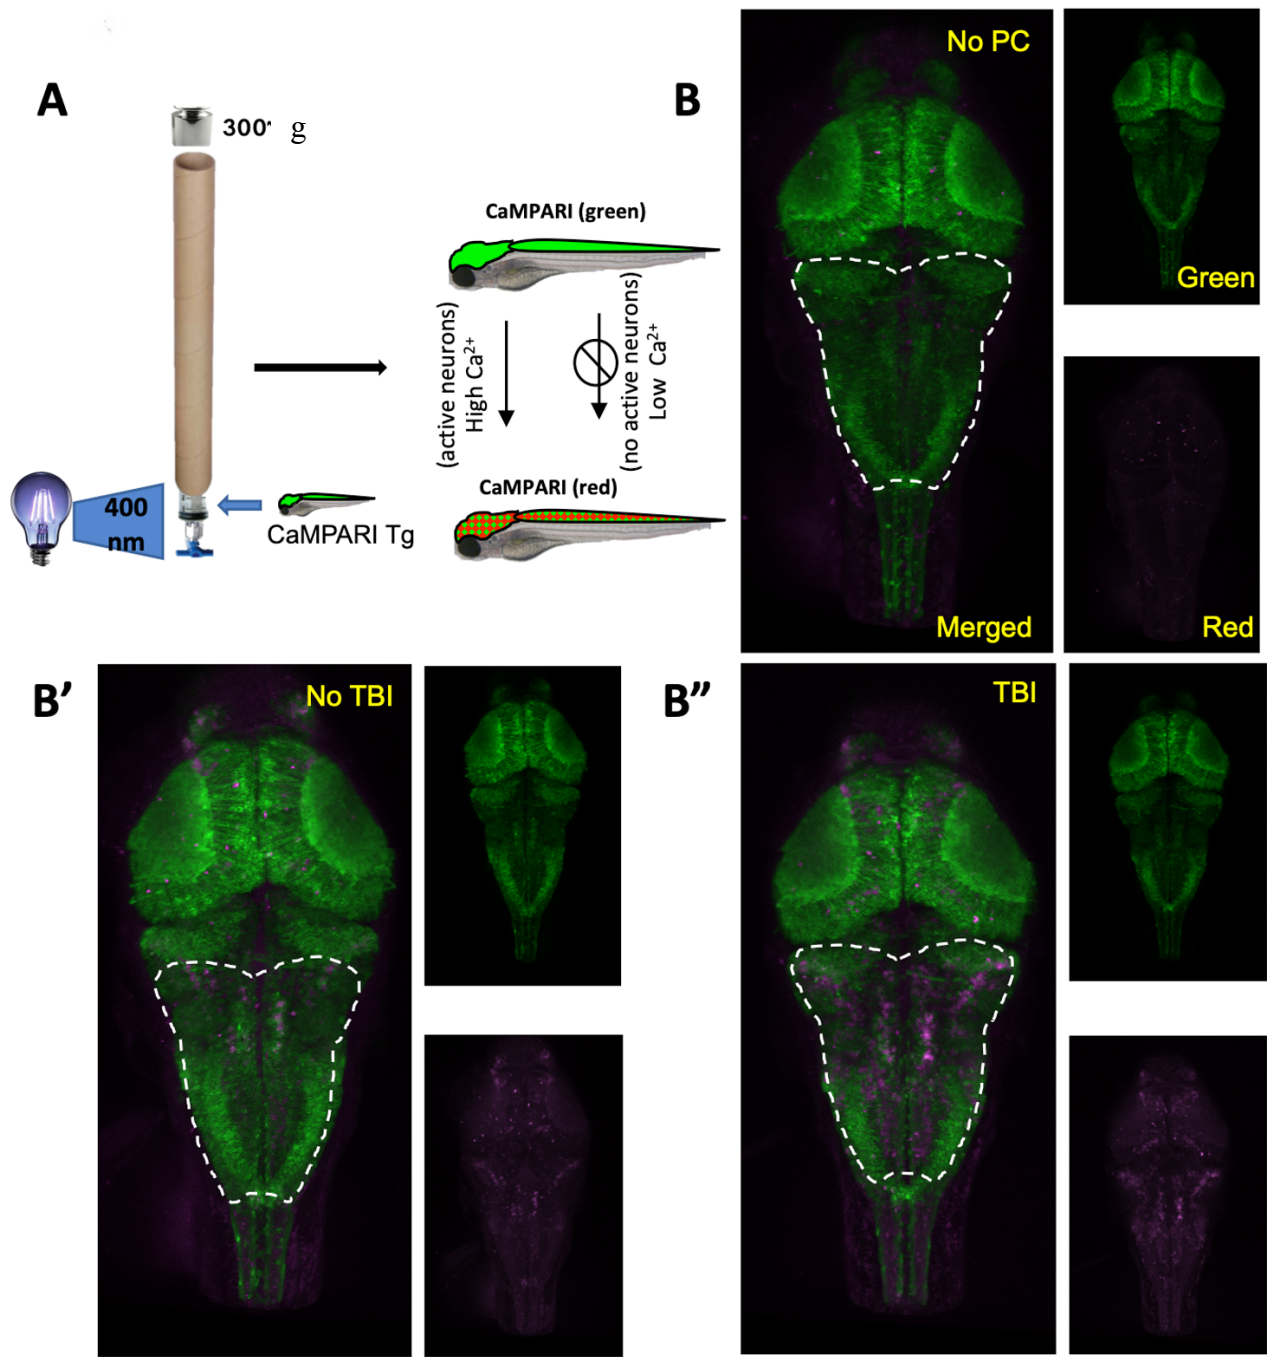 A
300 g
CaMPARI (green)
(active neurons)
High Ca2+
(no active neurons)
Low Ca2+
CaMPARI (red)
400
nm
CaMPARI Tg
B
No PC
Merged
Green
Red
B’
No TBI
B”
TBI